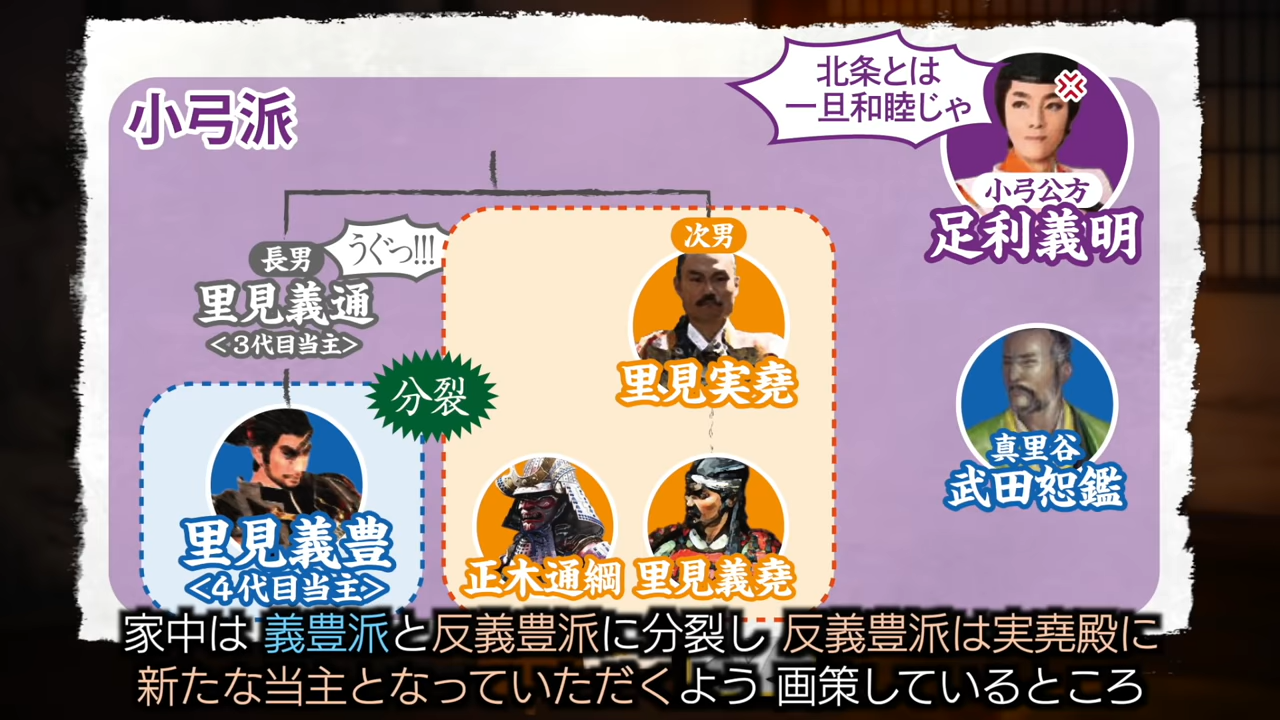 小弓派
北条とは
一旦和睦じゃ
小弓公方
足利義明
長男
うぐっ!!!
里見義通
<3代目当主>
次男
里見実堯
分裂
里見義豊
<4代目当主>
正木通綱
里見義堯
真里谷
武田恕鑑
家中は 義豊派と反義豊派に分裂し 反義豊派は実堯殿に
新たな当主となっていただくよう 画策しているところ